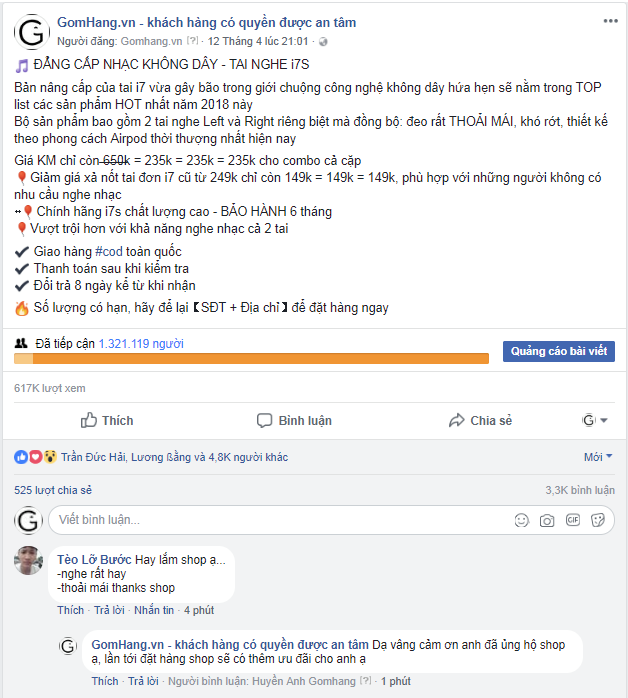 GomHang.vn - khách hàng có quyền được an tâm
Người đăng: Gomhang.vn [?] · 12 Tháng 4 lúc 21:01 ·
ĐẲNG CẤP NHẠC KHÔNG DÂY - TAI NGHE i7S
Bản nâng cấp của tai i7 vừa gây bão trong giới chuộng công nghệ không dây hứa hẹn sẽ nằm trong TOP
list các sản phẩm HOT nhất năm 2018 này
Bộ sản phẩm bao gồm 2 tai nghe Left và Right riêng biệt mà đồng bộ: đeo rất THOẢI MÁI, khó rớt, thiết kế
theo phong cách Airpod thời thượng nhất hiện nay
Giá KM chỉ còn 650k = 235k = 235k = 235k cho combo cả cặp
📍Giảm giá xả nốt tai đơn i7 cũ từ 249k chỉ còn 149k = 149k = 149k, phù hợp với những người không có
nhu cầu nghe nhạc
📍Chính hãng i7s chất lượng cao - BẢO HÀNH 6 tháng
📍Vượt trội hơn với khả năng nghe nhạc cả 2 tai
✔ Giao hàng #cod toàn quốc
✔ Thanh toán sau khi kiểm tra
✔ Đổi trả 8 ngày kể từ khi nhận
🔥 Số lượng có hạn, hãy để lại【SĐT + Địa chỉ】để đặt hàng ngay
Đã tiếp cận 1.321.119 người
Quảng cáo bài viết
617K lượt xem
Thích
Bình luận
Chia sẻ
Trần Đức Hải, Lương ßằng và 4,8K người khác
Mới
525 lượt chia sẻ
3,3K bình luận
Viết bình luận...
GIF
Tèo Lỡ Bước Hay lắm shop ạ...
-nghe rất hay
-thoải mái thanks shop
Thích · Trả lời · Nhắn tin · 4 phút
GomHang.vn - khách hàng có quyền được an tâm Dạ vâng cảm ơn anh đã ủng hộ shop
ạ, lần tới đặt hàng shop sẽ có thêm ưu đãi cho anh ạ
Thích · Trả lời · Người bình luận: Huyền Anh Gomhang [?] · 1 phút